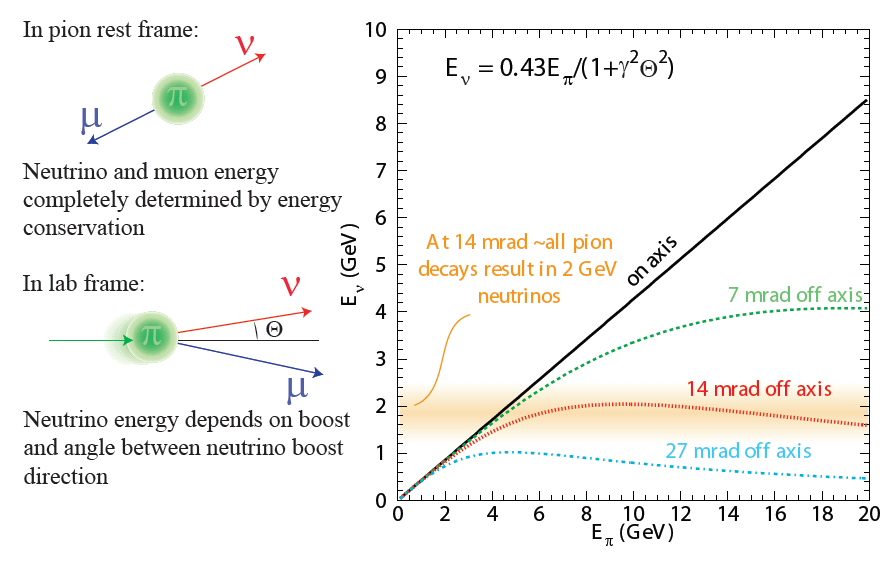 In pion rest frame:
ν
π
μ
Neutrino and muon energy
completely determined by energy
conservation
In lab frame:
ν
π
Θ
μ
Neutrino energy depends on boost
and angle between neutrino boost
direction
E_ν = 0.43E_π/(1+γ²Θ²)
E_ν (GeV)
10
9
8
7
6
5
4
3
2
1
0
At 14 mrad ~all pion
decays result in 2 GeV
neutrinos
on axis
7 mrad off axis
14 mrad off axis
27 mrad off axis
0 2 4 6 8 10 12 14 16 18 20
E_π (GeV)